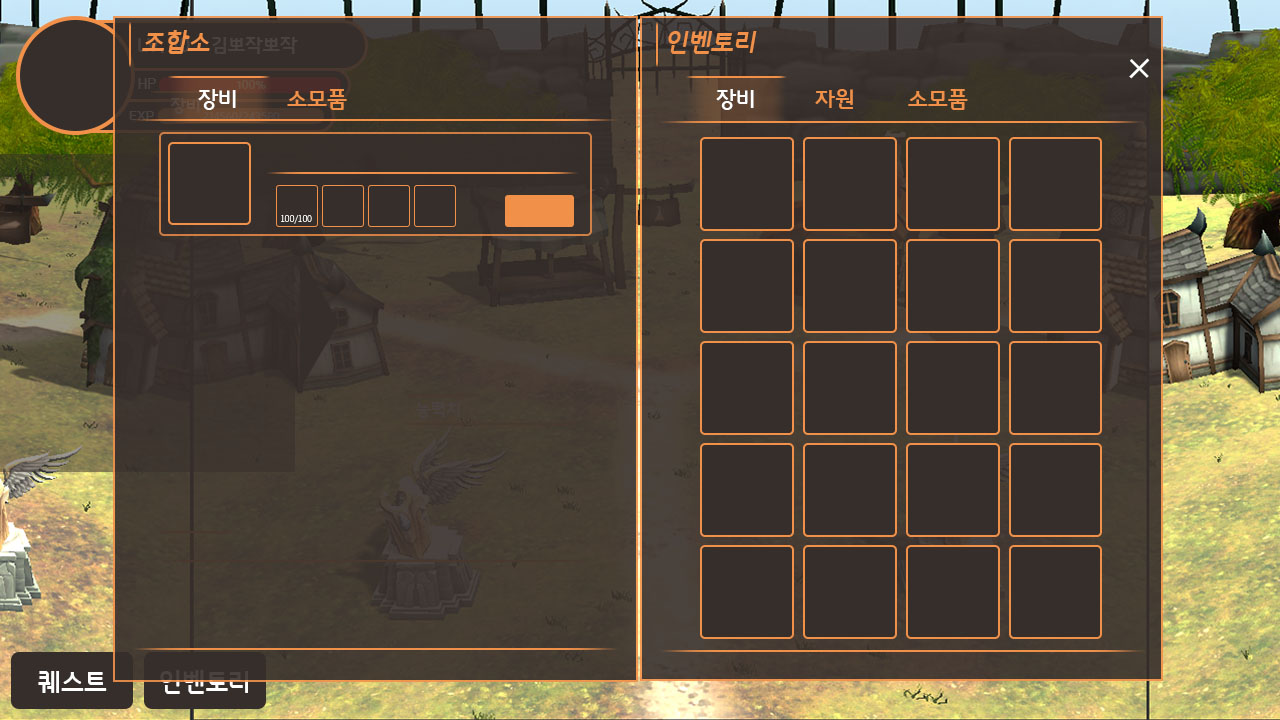 조합소
김뽀작뽀작
HP 100%
EXP
장비 소모품
100/100
인벤토리
장비 자원 소모품
퀘스트 인벤토리